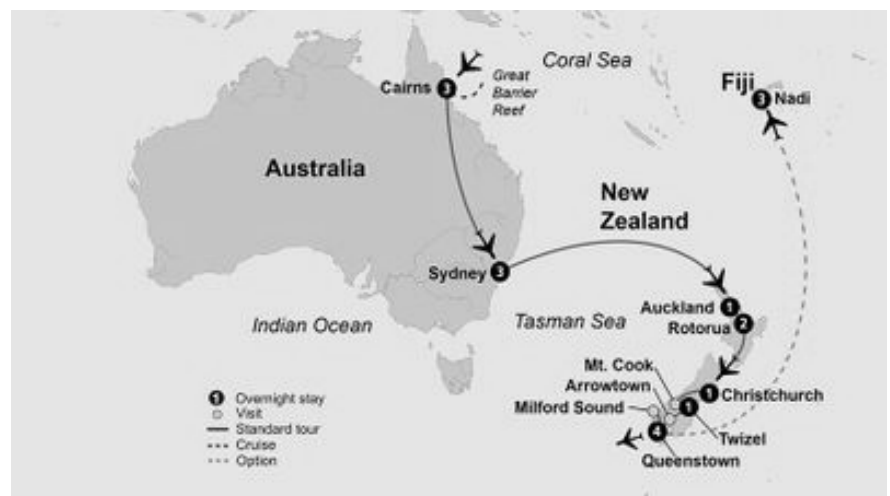 Coral Sea
Great
Barrier
Reef
Cairns 3
Fiji
3 Nadi
Australia
New
Zealand
Sydney 3
Auckland 1
Rotorua 2
Indian Ocean
Tasman Sea
Mt. Cook
Arrowtown
Milford Sound
1 Christchurch
1
Twizel
4
Queenstown
1 Overnight stay
Visit
Standard tour
Cruise
Option